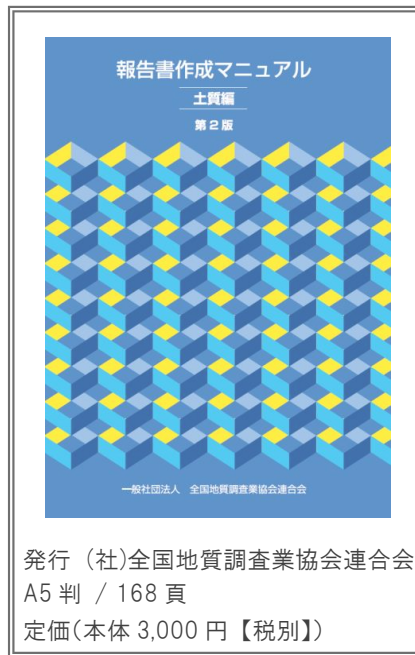 報告書作成マニュアル
土質編
第2版
一般社団法人 全国地質調査業協会連合会
発行 (社)全国地質調査業協会連合会
A5判 / 168頁
定価(本体 3,000 円【税別】)